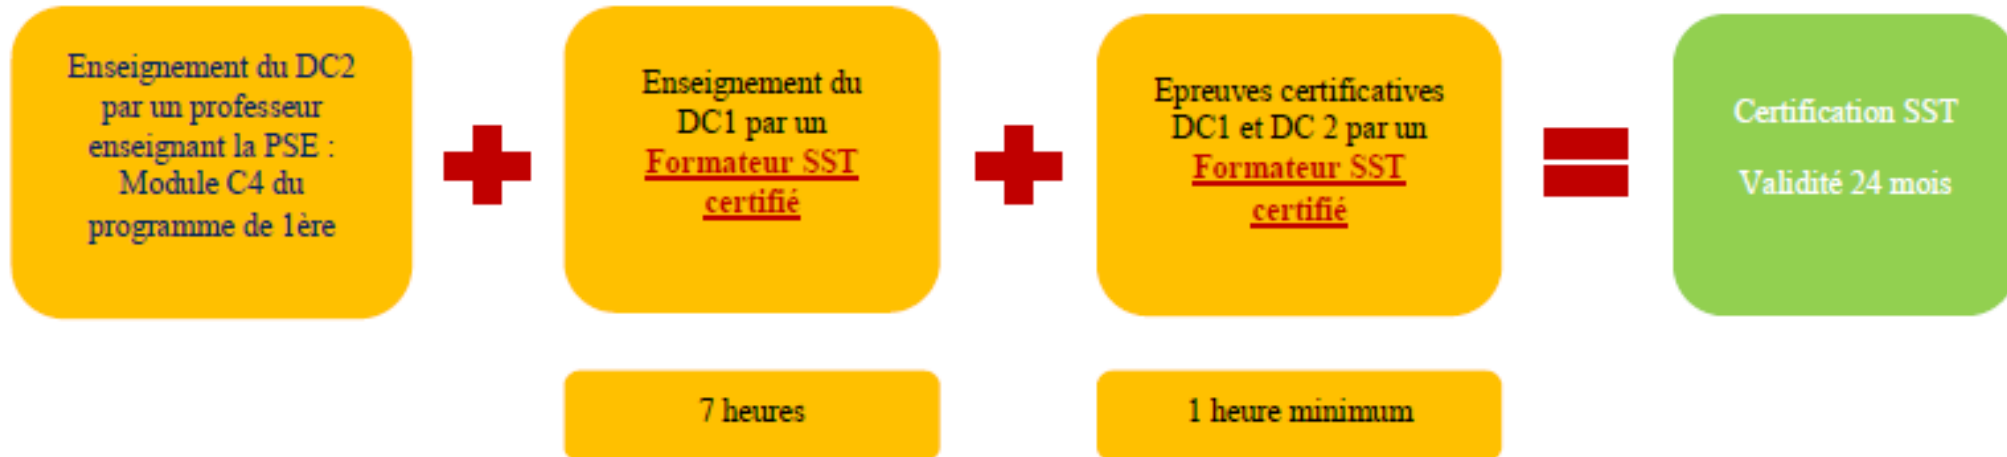 Enseignement du DC2
par un professeur
enseignant la PSE :
Module C4 du
programme de 1ère
Enseignement du
DC1 par un
Formateur SST
certifié
Epreuves certificatives
DC1 et DC 2 par un
Formateur SST
certifié
Certification SST
Validité 24 mois
7 heures
1 heure minimum